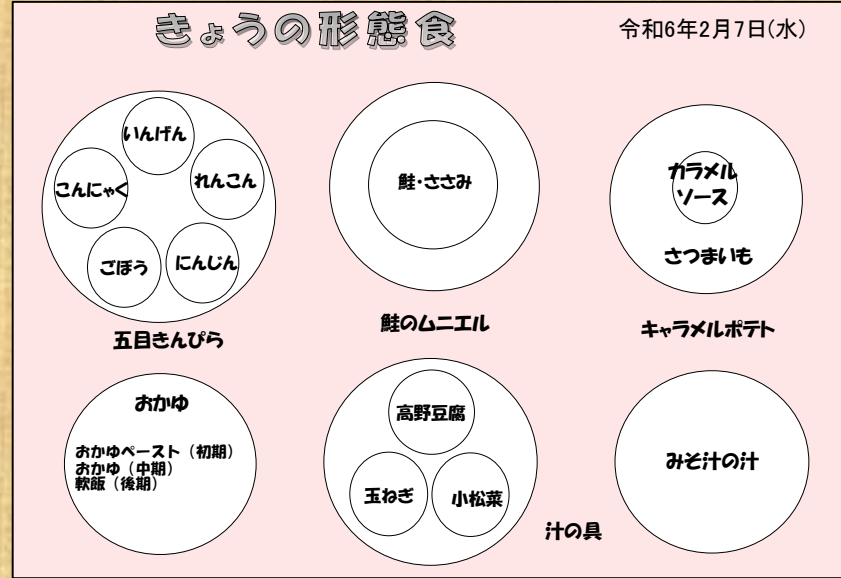 きょうの形態食
令和6年2月7日(水)
いんげん
こんにゃく
れんこん
ごぼう
にんじん
五目きんぴら
鮭・ささみ
鮭のムニエル
カラメル
ソース
さつまいも
キャラメルポテト
おかゆ
おかゆペースト（初期）
おかゆ（中期）
軟飯（後期）
高野豆腐
玉ねぎ
小松菜
汁の具
みそ汁の汁